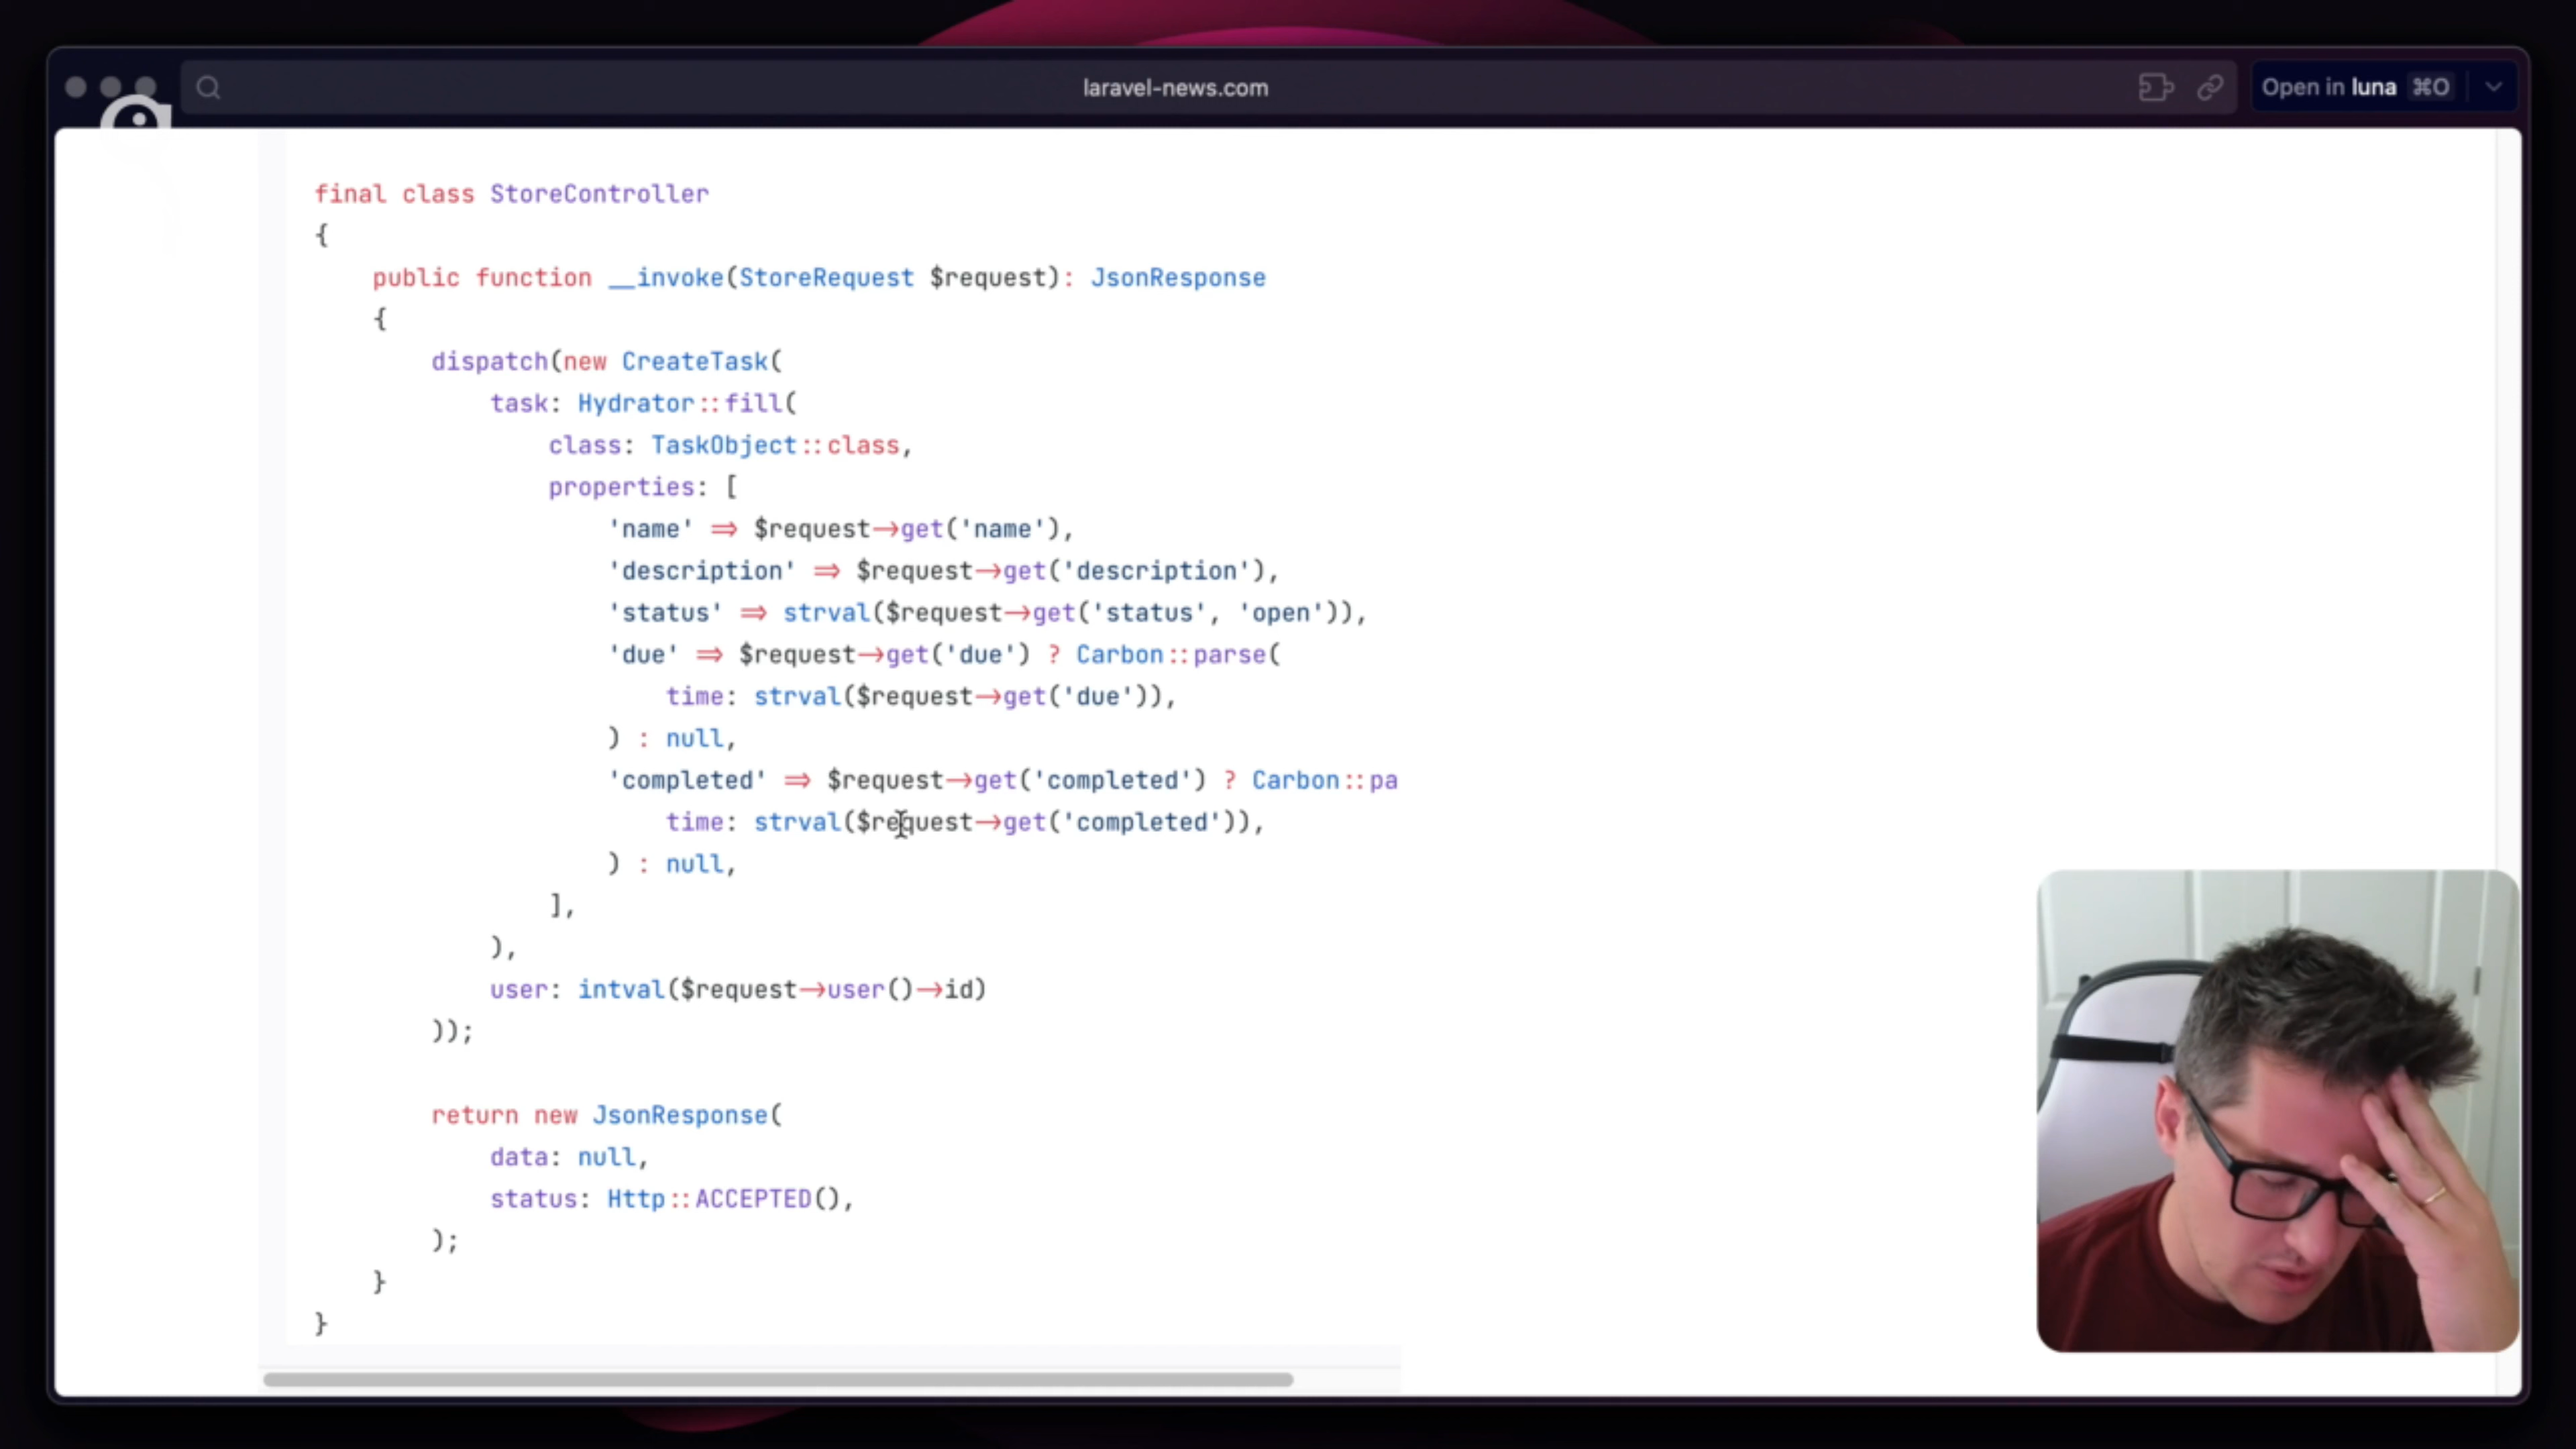 laravel-news.com
Open in luna ⌘O
final class StoreController
{
    public function __invoke(StoreRequest $request): JsonResponse
    {
        dispatch(new CreateTask(
            task: Hydrator::fill(
                class: TaskObject::class,
                properties: [
                    'name' => $request->get('name'),
                    'description' => $request->get('description'),
                    'status' => strval($request->get('status', 'open')),
                    'due' => $request->get('due') ? Carbon::parse(
                        time: strval($request->get('due')),
                    ) : null,
                    'completed' => $request->get('completed') ? Carbon::pa
                        time: strval($request->get('completed')),
                    ) : null,
                ],
            ),
            user: intval($request->user()->id)
        ));
        return new JsonResponse(
            data: null,
            status: Http::ACCEPTED(),
        );
    }
}